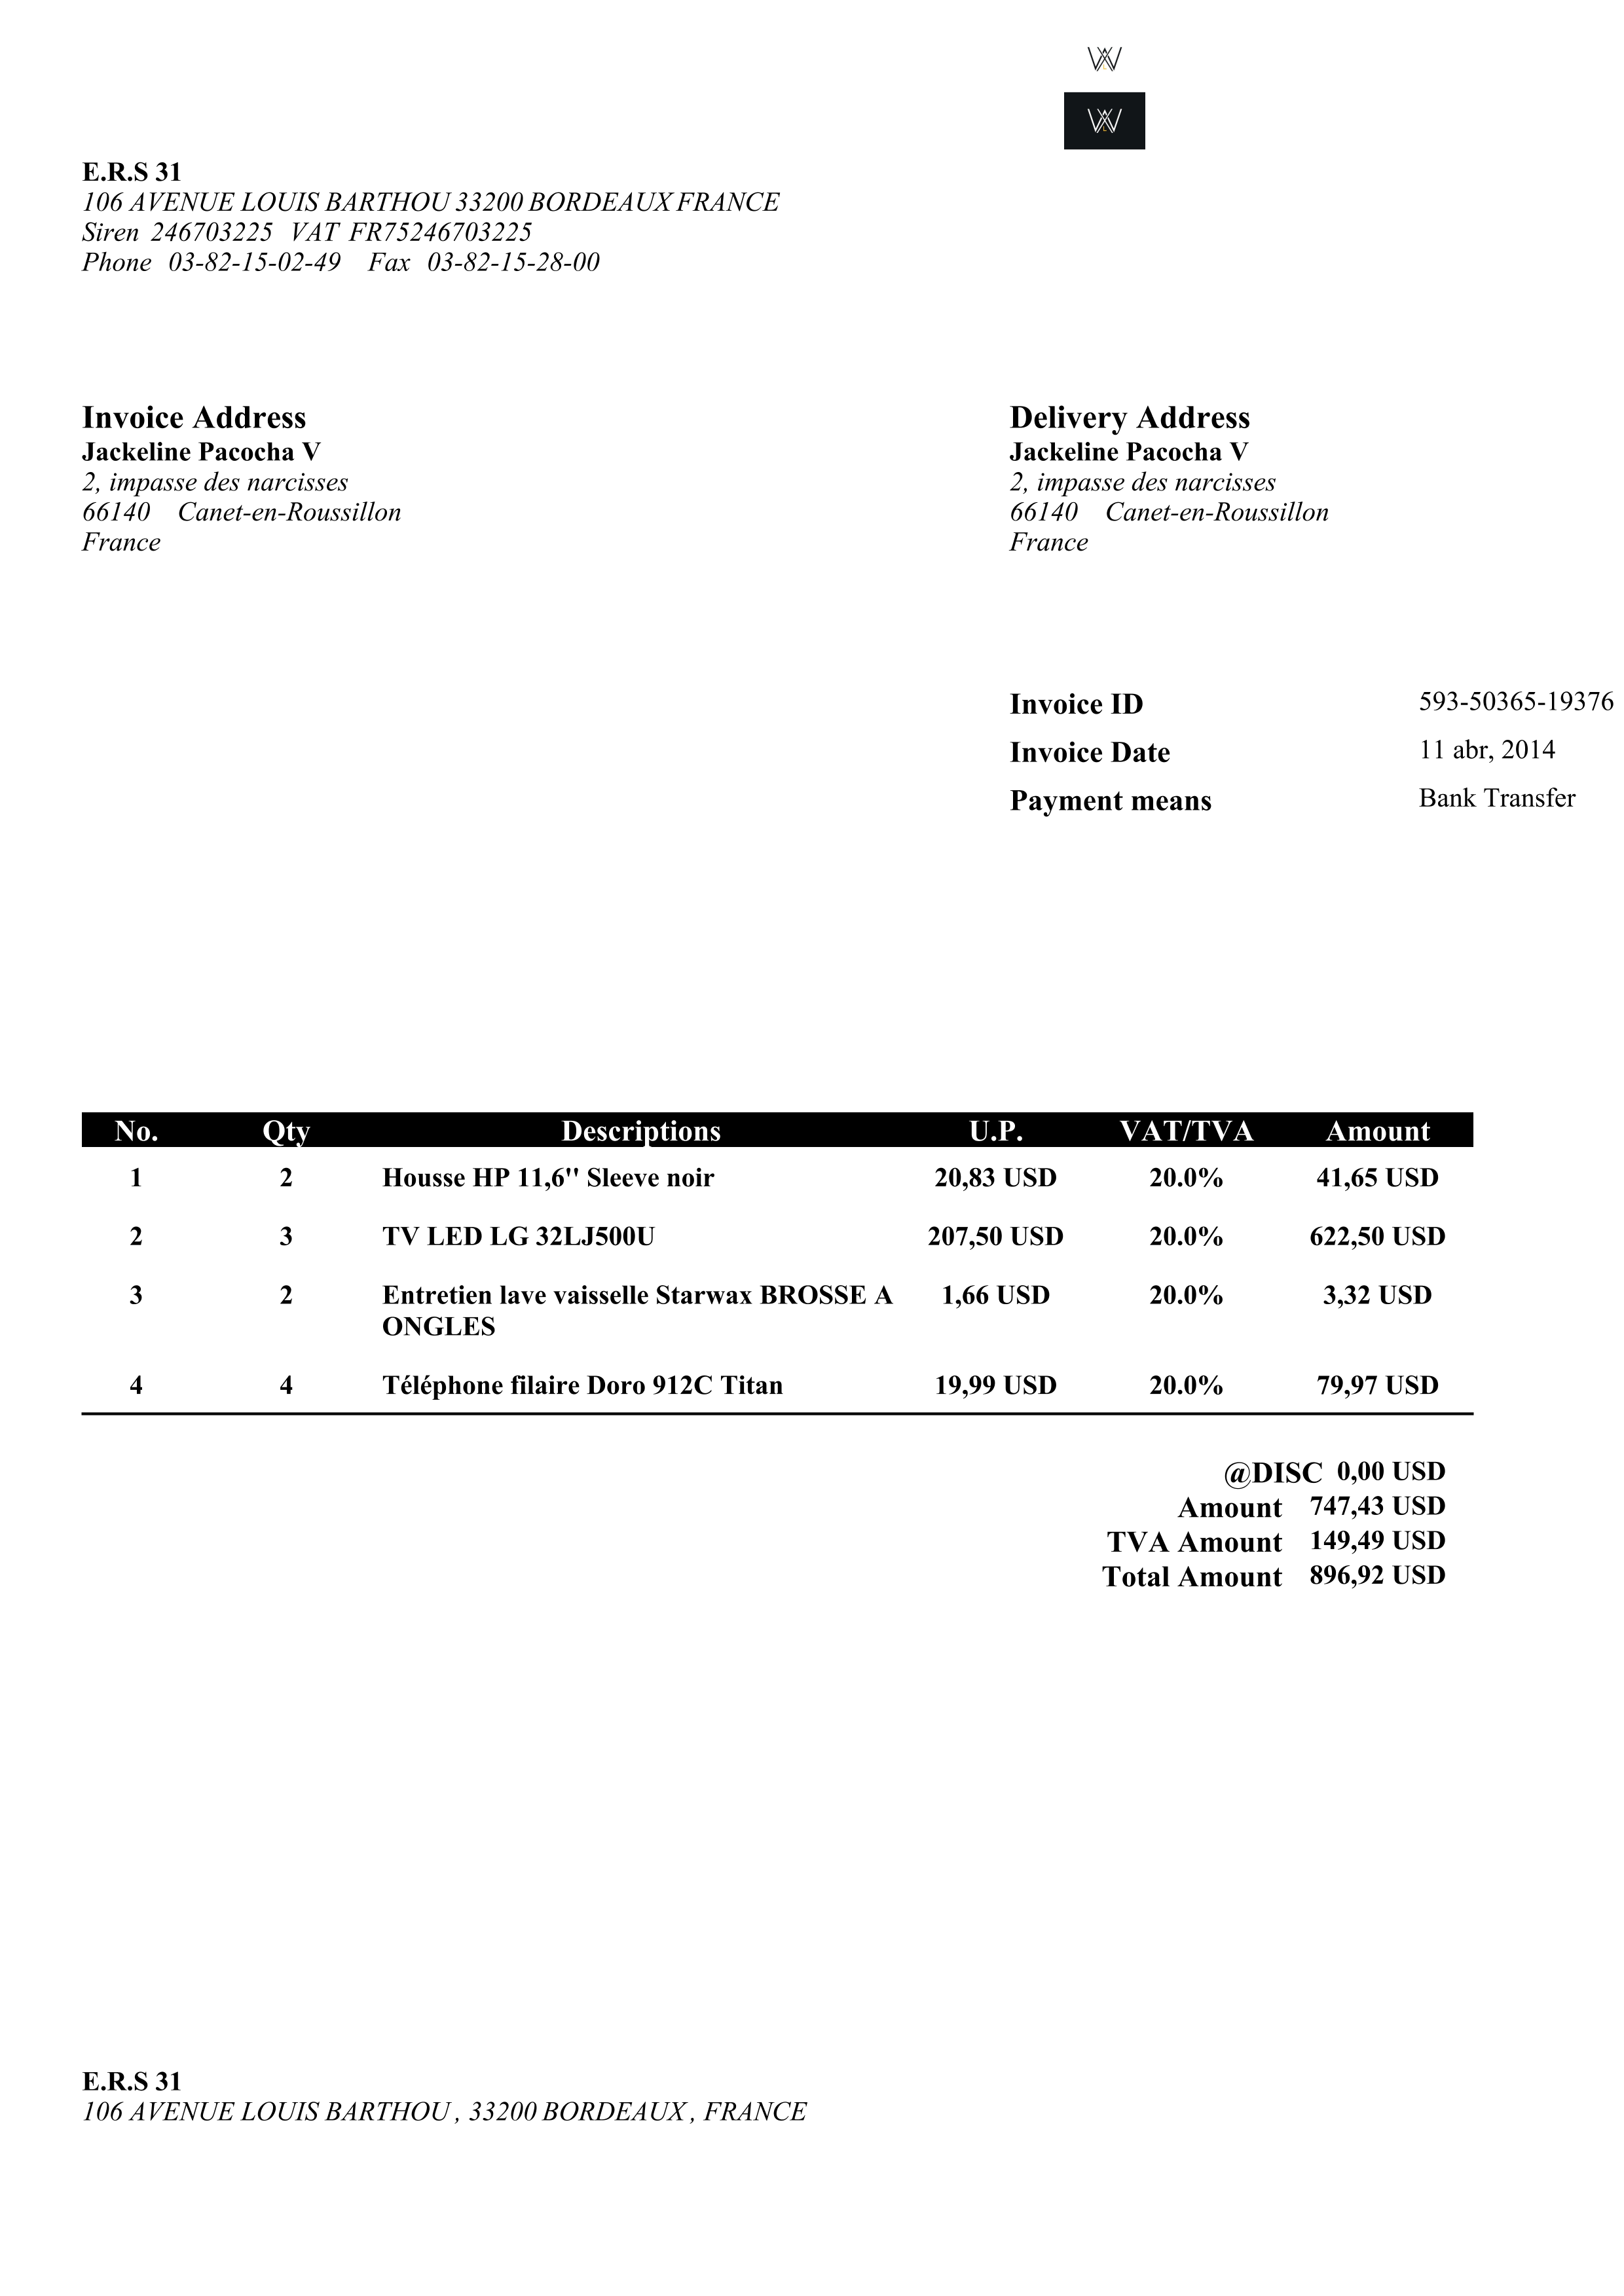 E.R.S 31
106 AVENUE LOUIS BARTHOU 33200 BORDEAUX FRANCE
Siren 246703225 VAT FR75246703225
Phone 03-82-15-02-49 Fax 03-82-15-28-00
Invoice Address
Jackeline Pacocha V
2, impasse des narcisses
66140 Canet-en-Roussillon
France
Delivery Address
Jackeline Pacocha V
2, impasse des narcisses
66140 Canet-en-Roussillon
France
Invoice ID 593-50365-19376
Invoice Date 11 abr, 2014
Payment means Bank Transfer
No. Qty Descriptions U.P. VAT/TVA Amount
1 2 Housse HP 11,6'' Sleeve noir 20,83 USD 20.0% 41,65 USD
2 3 TV LED LG 32LJ500U 207,50 USD 20.0% 622,50 USD
3 2 Entretien lave vaisselle Starwax BROSSE A 1,66 USD 20.0% 3,32 USD
ONGLES
4 4 Téléphone filaire Doro 912C Titan 19,99 USD 20.0% 79,97 USD
@DISC 0,00 USD
Amount 747,43 USD
TVA Amount 149,49 USD
Total Amount 896,92 USD
E.R.S 31
106 AVENUE LOUIS BARTHOU , 33200 BORDEAUX , FRANCE